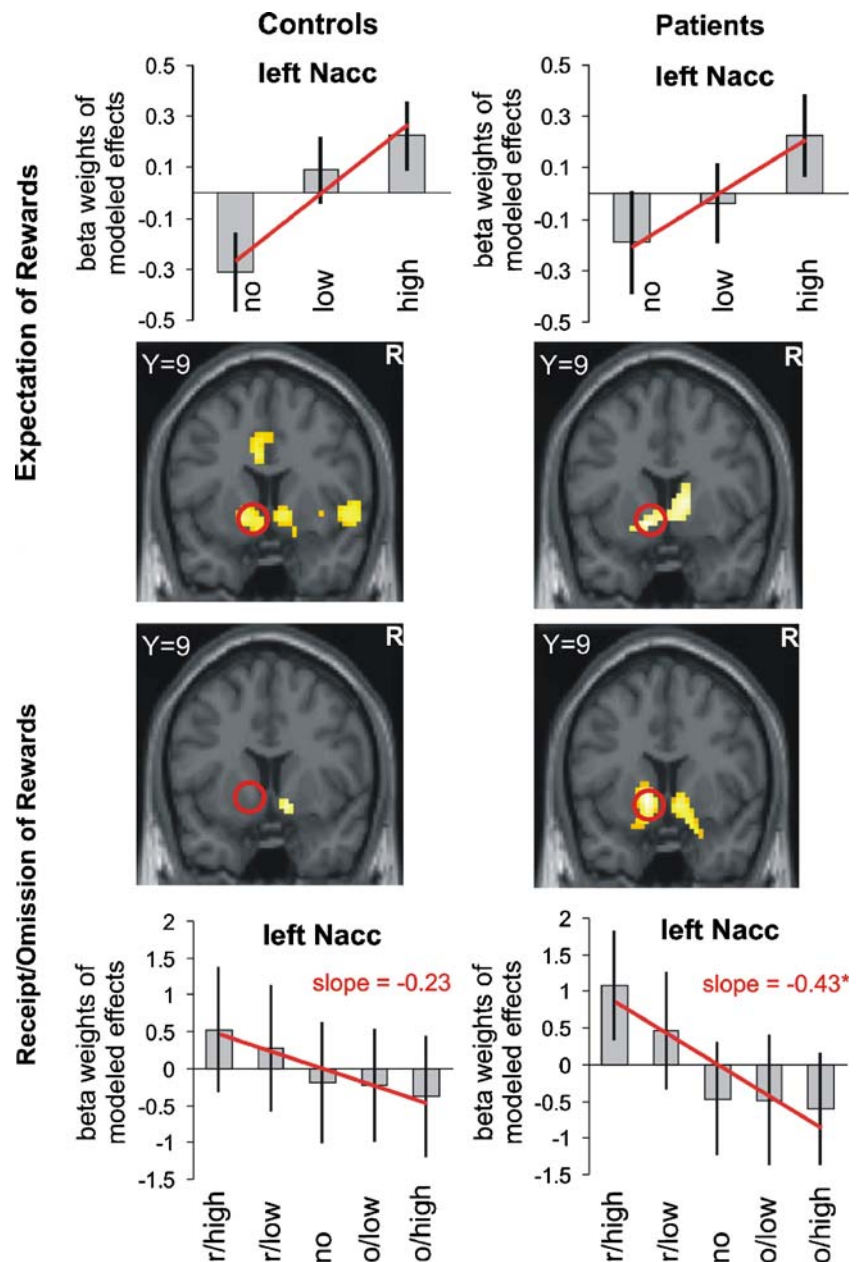 Controls
Patients
Expectation of Rewards
beta weights of
modeled effects
left Nacc
0.5
0.3
0.1
-0.1
-0.3
-0.5
no
low
high
beta weights of
modeled effects
left Nacc
0.5
0.3
0.1
-0.1
-0.3
-0.5
no
low
high
Y=9
R
Y=9
R
Receipt/Omission of Rewards
Y=9
R
Y=9
R
beta weights of
modeled effects
left Nacc
slope = -0.23
2
1.5
1
0.5
0
-0.5
-1
-1.5
r/high
r/low
no
o/low
o/high
beta weights of
modeled effects
left Nacc
slope = -0.43*
2
1.5
1
0.5
0
-0.5
-1
-1.5
r/high
r/low
no
o/low
o/high